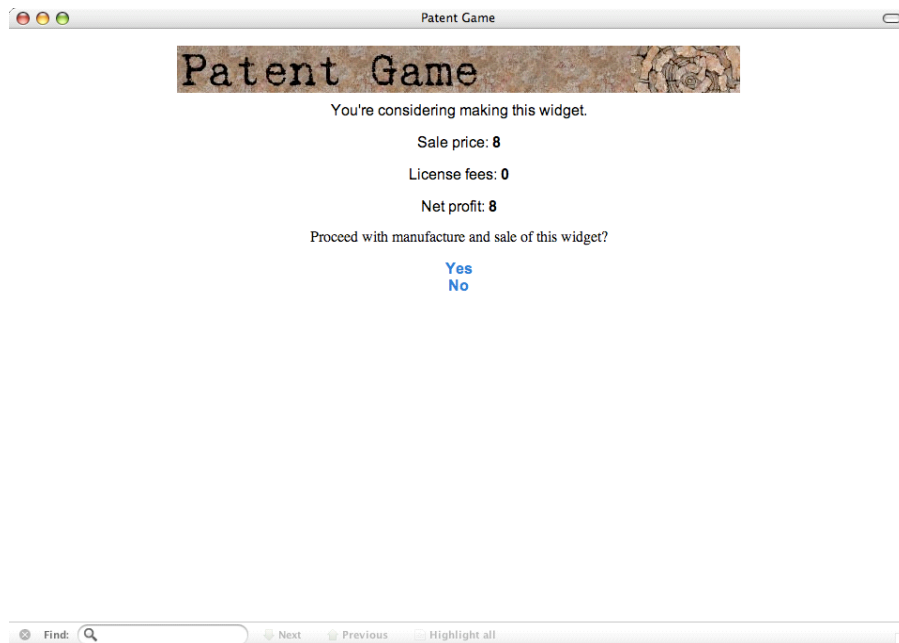 Patent Game
Patent Game
You're considering making this widget.
Sale price: 8
License fees: 0
Net profit: 8
Proceed with manufacture and sale of this widget?
Yes
No
Find: Next Previous Highlight all